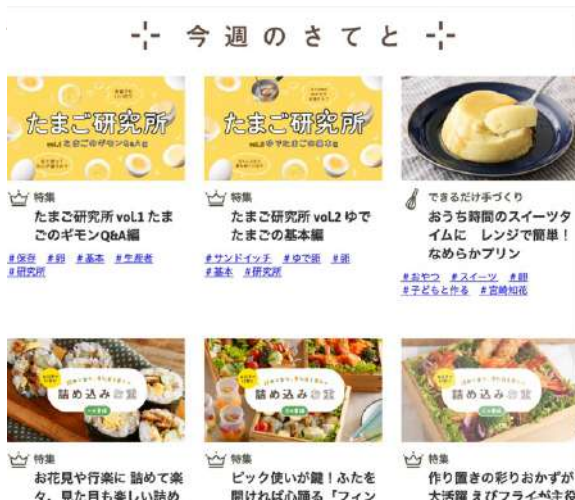 今週のさてと
たまご研究所
vol.1 たまごのギモンQ&A編
たまご研究所
vol.2 ゆでたまごの基本編
特集
たまご研究所 vol.1 たま
ごのギモンQ&A編
#保存 #卵 #基本 #生産者
#研究所
特集
たまご研究所 vol.2 ゆで
たまごの基本編
#サンドイッチ #ゆで卵 #卵
#基本 #研究所
できるだけ手づくり
おうち時間のスイーツタ
イムに レンジで簡単！
なめらかプリン
#おやつ #スイーツ #卵
#子どもと作る #宮崎知花
詰め込みお重
詰め込みお重
詰め込みお重
特集
お花見や行楽に 詰めて楽
々、見た目も楽しい詰め
特集
ピック使いが鍵！ふたを
開ければ心踊る「フィン
特集
作り置きの彩りおかずが
大活躍 えびフライが主役